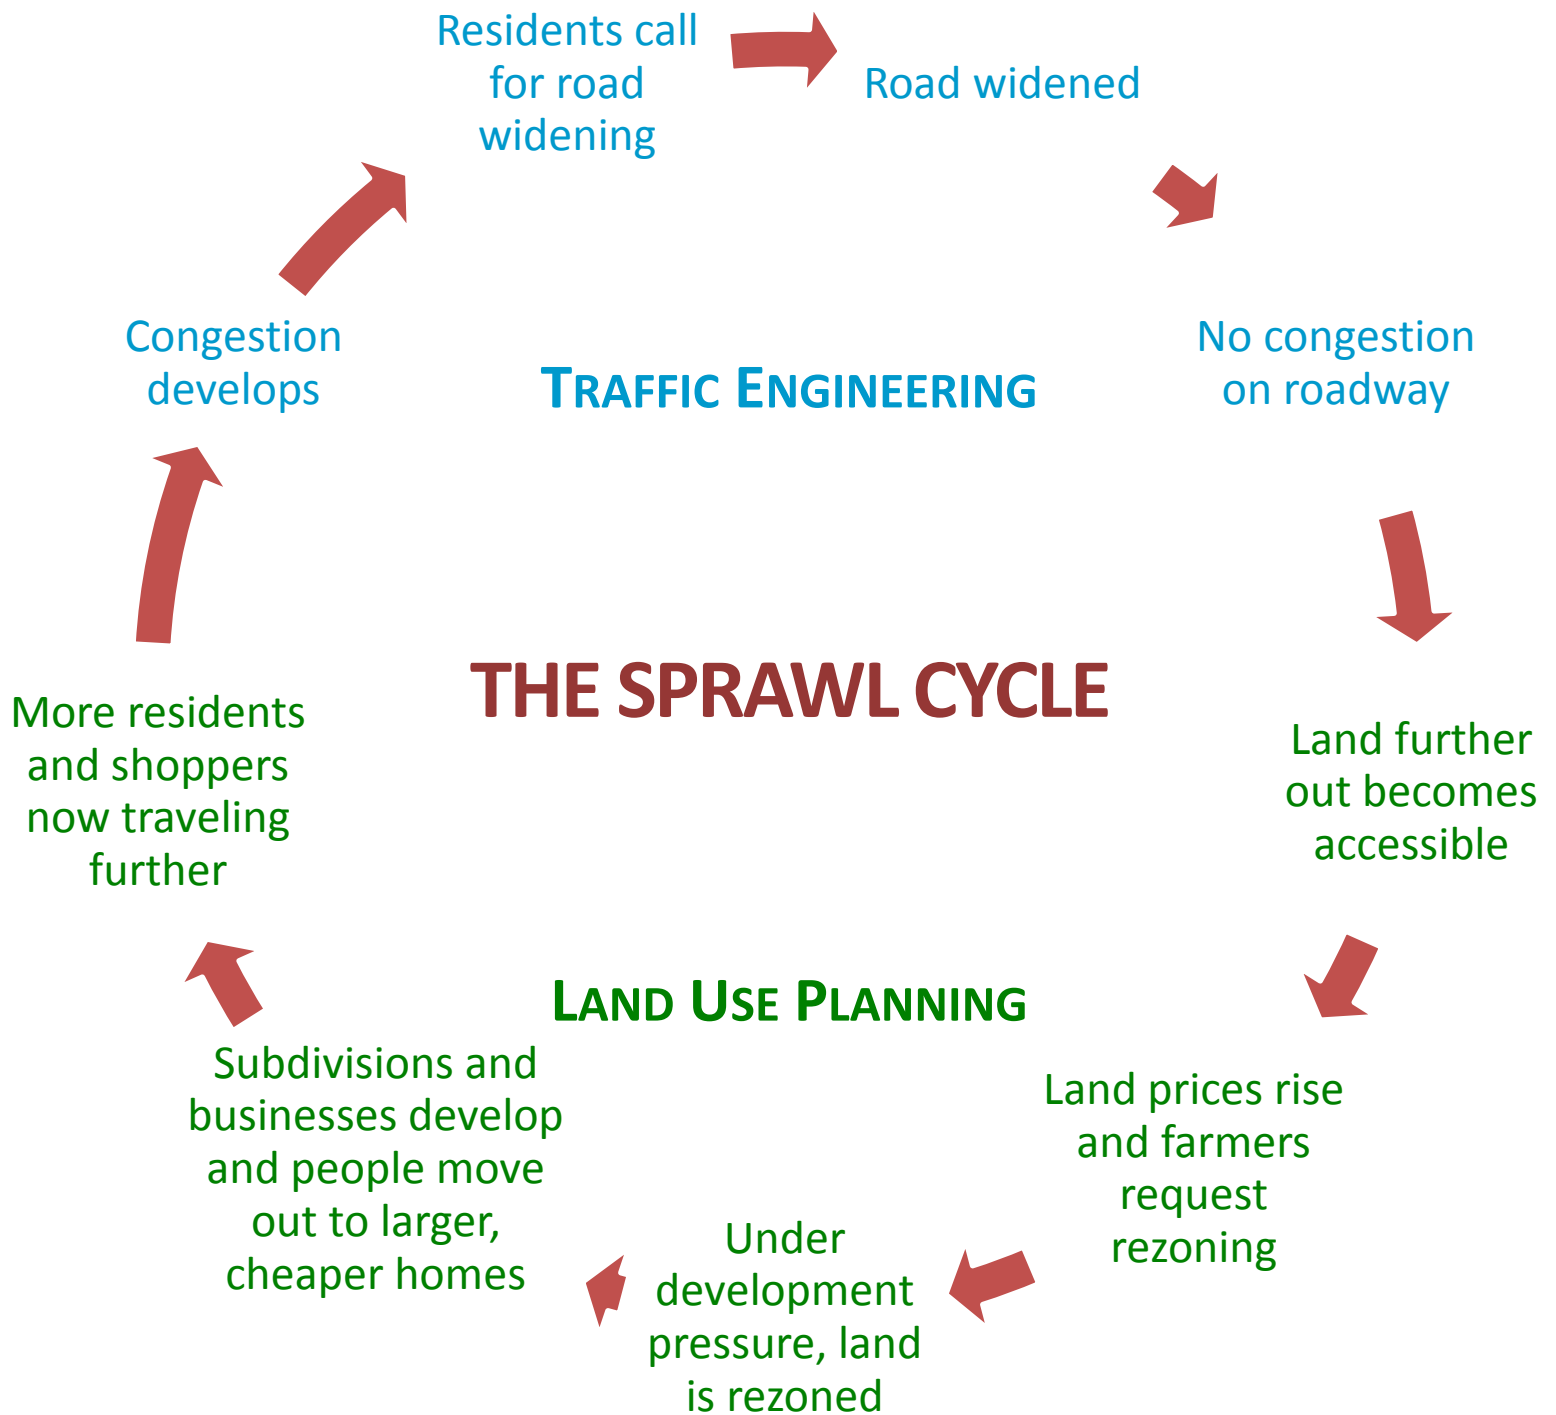 Residents call
for road
widening
Road widened
No congestion
on roadway
Land further
out becomes
accessible
Land prices rise
and farmers
request
rezoning
Under
development
pressure, land
is rezoned
Subdivisions and
businesses develop
and people move
out to larger,
cheaper homes
More residents
and shoppers
now traveling
further
Congestion
develops
TRAFFIC ENGINEERING
THE SPRAWL CYCLE
LAND USE PLANNING